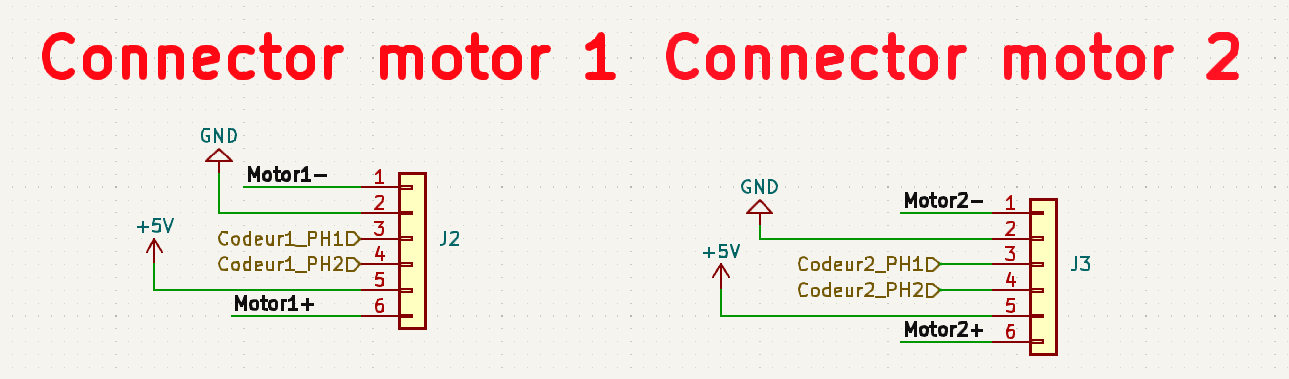 Connector motor 1
GND
Motor1-
1
2
+5V
Codeur1_PH1
3
J2
Codeur1_PH2
4
5
Motor1+
6
Connector motor 2
GND
Motor2-
1
2
+5V
Codeur2_PH1
3
J3
Codeur2_PH2
4
5
Motor2+
6